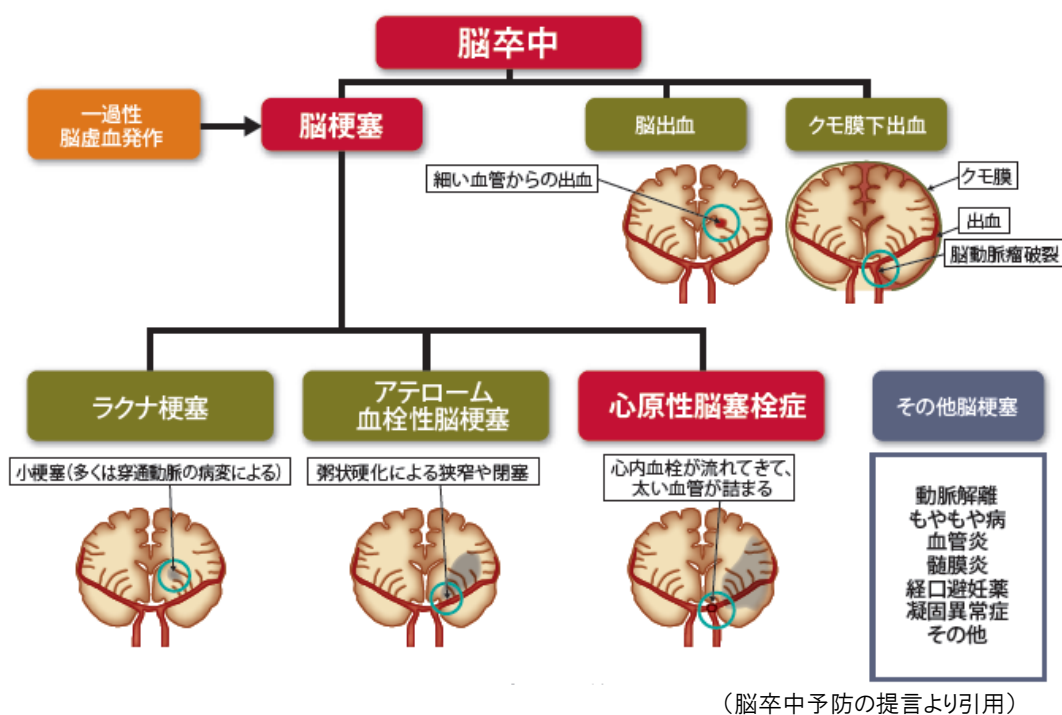 脳卒中
一過性
脳虚血発作
脳梗塞
脳出血
クモ膜下出血
細い血管からの出血
クモ膜
出血
脳動脈瘤破裂
ラクナ梗塞
アテローム
血栓性脳梗塞
心原性脳塞栓症
その他脳梗塞
小梗塞(多くは穿通動脈の病変による)
粥状硬化による狭窄や閉塞
心内血栓が流れてきて、
太い血管が詰まる
動脈解離
もやもや病
血管炎
髄膜炎
経口避妊薬
凝固異常症
その他
（脳卒中予防の提言より引用）